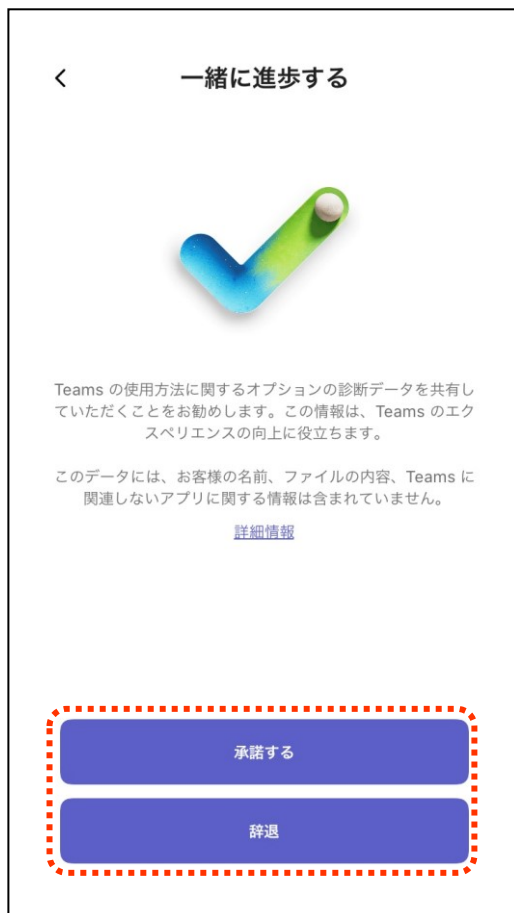 一緒に進歩する
Teams の使用方法に関するオプションの診断データを共有し
ていただくことをお勧めします。この情報は、Teams のエク
スペリエンスの向上に役立ちます。
このデータには、お客様の名前、ファイルの内容、Teams に
関連しないアプリに関する情報は含まれていません。
詳細情報
承諾する
辞退